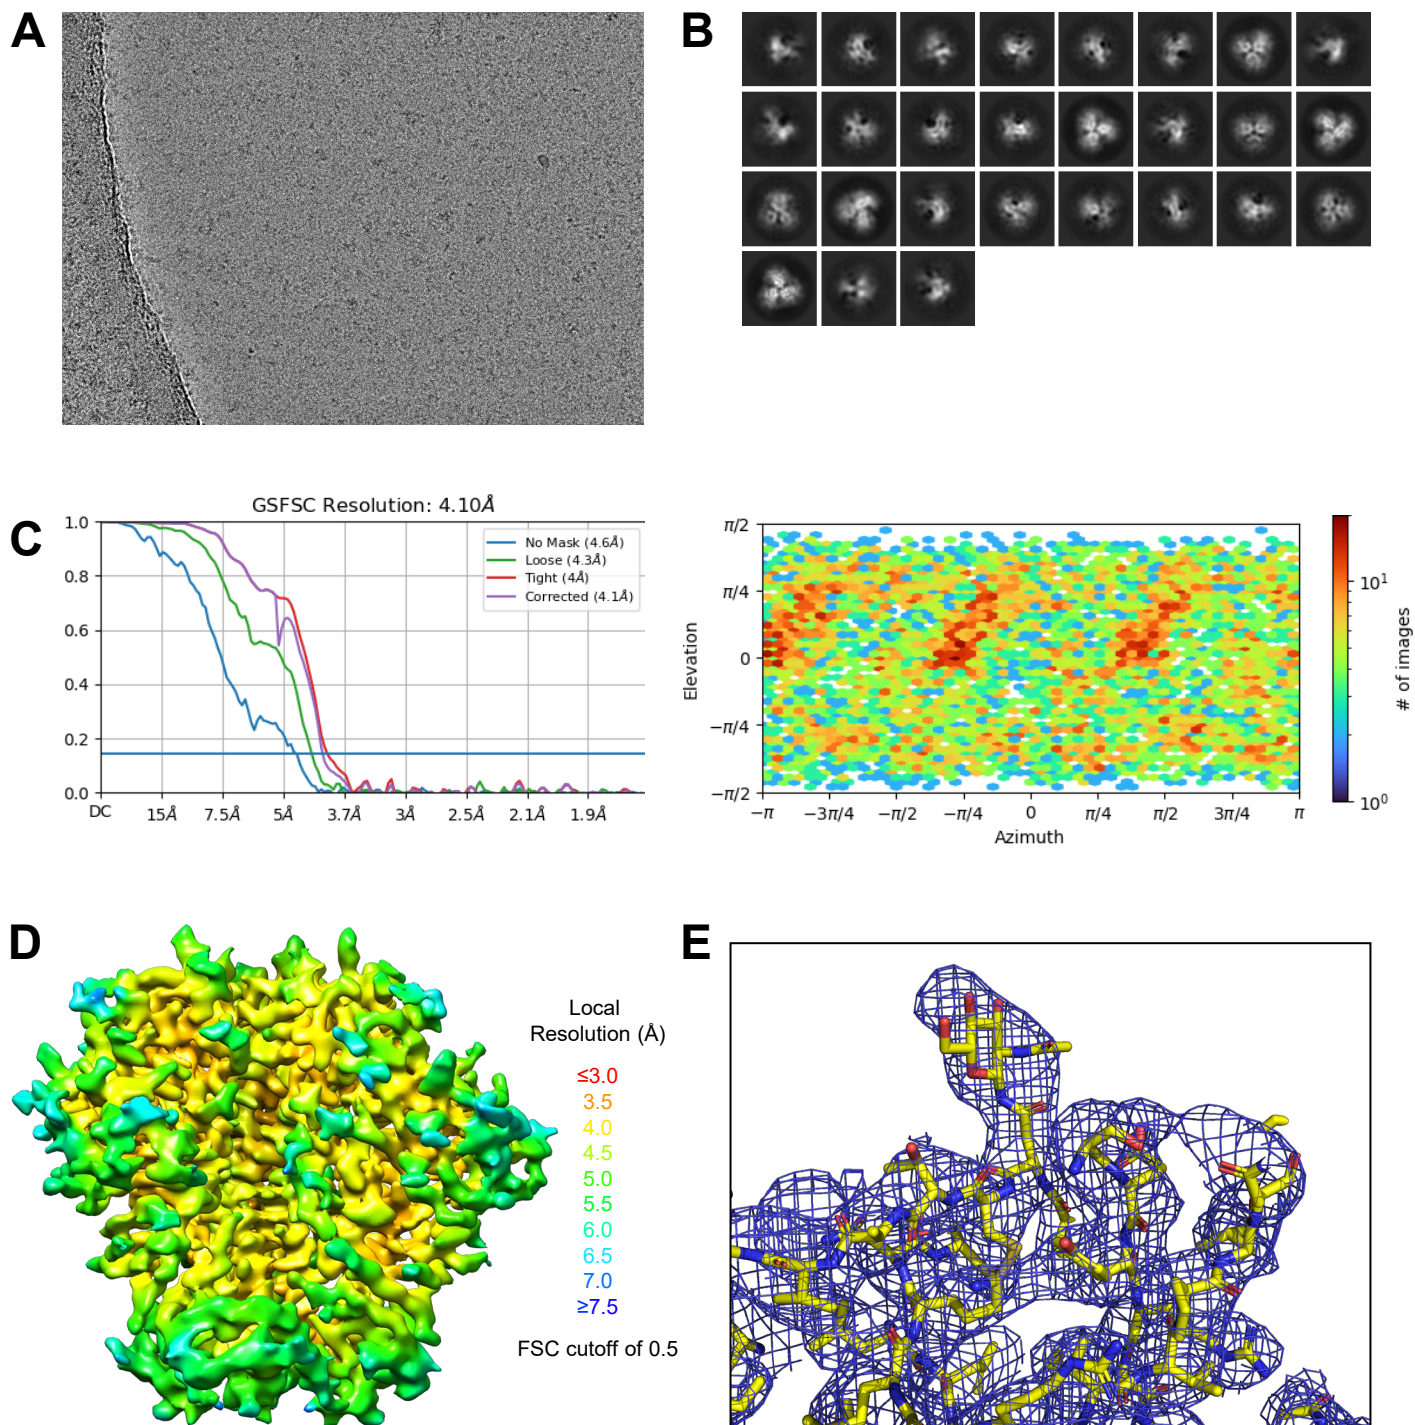 A
B
C
GSFSC Resolution: 4.10Å
1.0
0.8
0.6
0.4
0.2
0.0
DC
15Å
7.5Å
5Å
3.7Å
3Å
2.5Å
2.1Å
1.9Å
No Mask (4.6Å)
Loose (4.3Å)
Tight (4Å)
Corrected (4.1Å)
Elevation
π/2
π/4
0
−π/4
−π/2
−π
−3π/4
−π/2
−π/4
0
π/4
π/2
3π/4
π
Azimuth
10¹
10⁰
# of images
D
Local
Resolution (Å)
≤3.0
3.5
4.0
4.5
5.0
5.5
6.0
6.5
7.0
≥7.5
FSC cutoff of 0.5
E